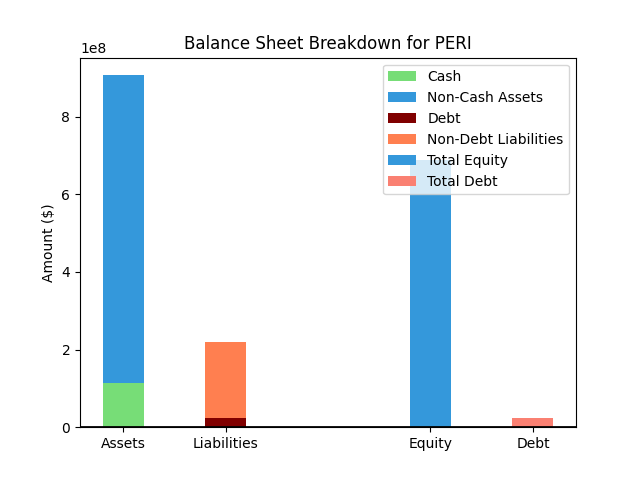 Balance Sheet Breakdown for PERI
1e8
Cash
Non-Cash Assets
Debt
Non-Debt Liabilities
Total Equity
Total Debt
8
6
4
2
0
Amount ($)
Assets Liabilities Equity Debt